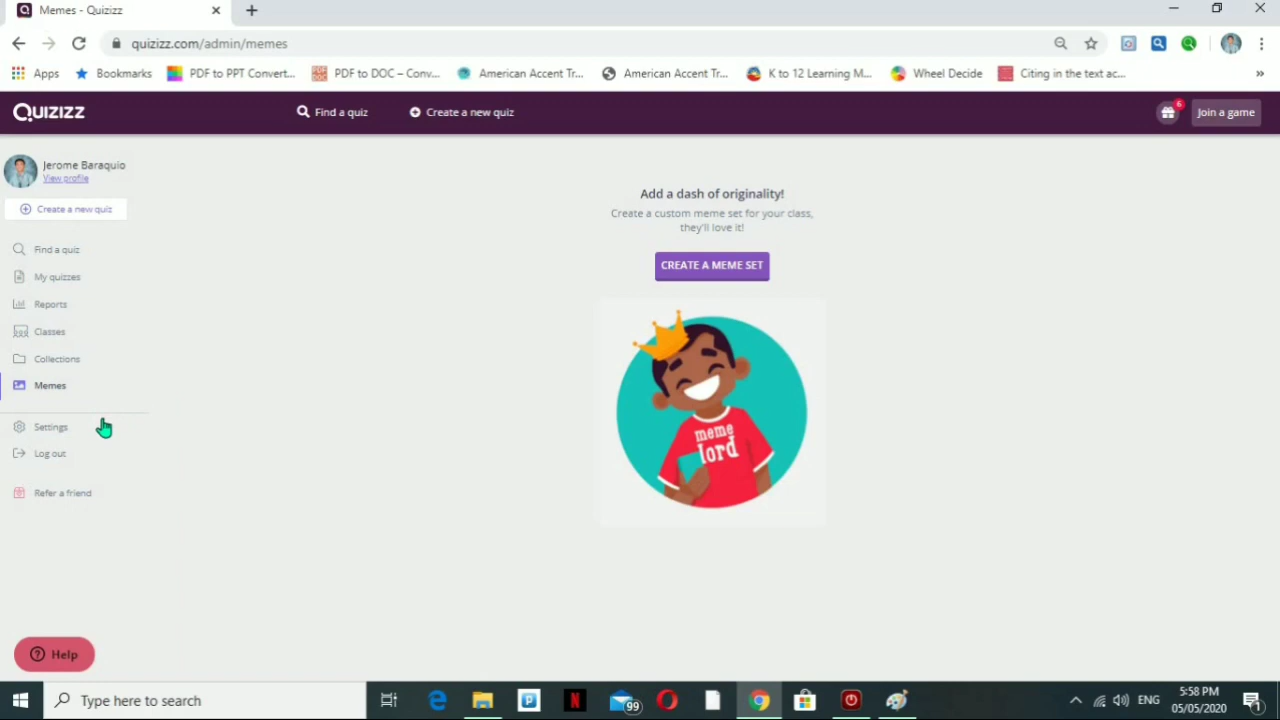 Memes - Quizizz
quizizz.com/admin/memes
Apps
Bookmarks
PDF to PPT Convert...
PDF to DOC – Conv...
American Accent Tr...
American Accent Tr...
K to 12 Learning M...
Wheel Decide
Citing in the text ac...
»
QUIZIZZ
Find a quiz
Create a new quiz
6
Join a game
Jerome Baraquio
View profile
Create a new quiz
Find a quiz
My quizzes
Reports
Classes
Collections
Memes
Settings
Log out
Refer a friend
Add a dash of originality!
Create a custom meme set for your class,
they'll love it!
CREATE A MEME SET
meme
lord
Help
Type here to search
99
ENG
5:58 PM
05/05/2020
1